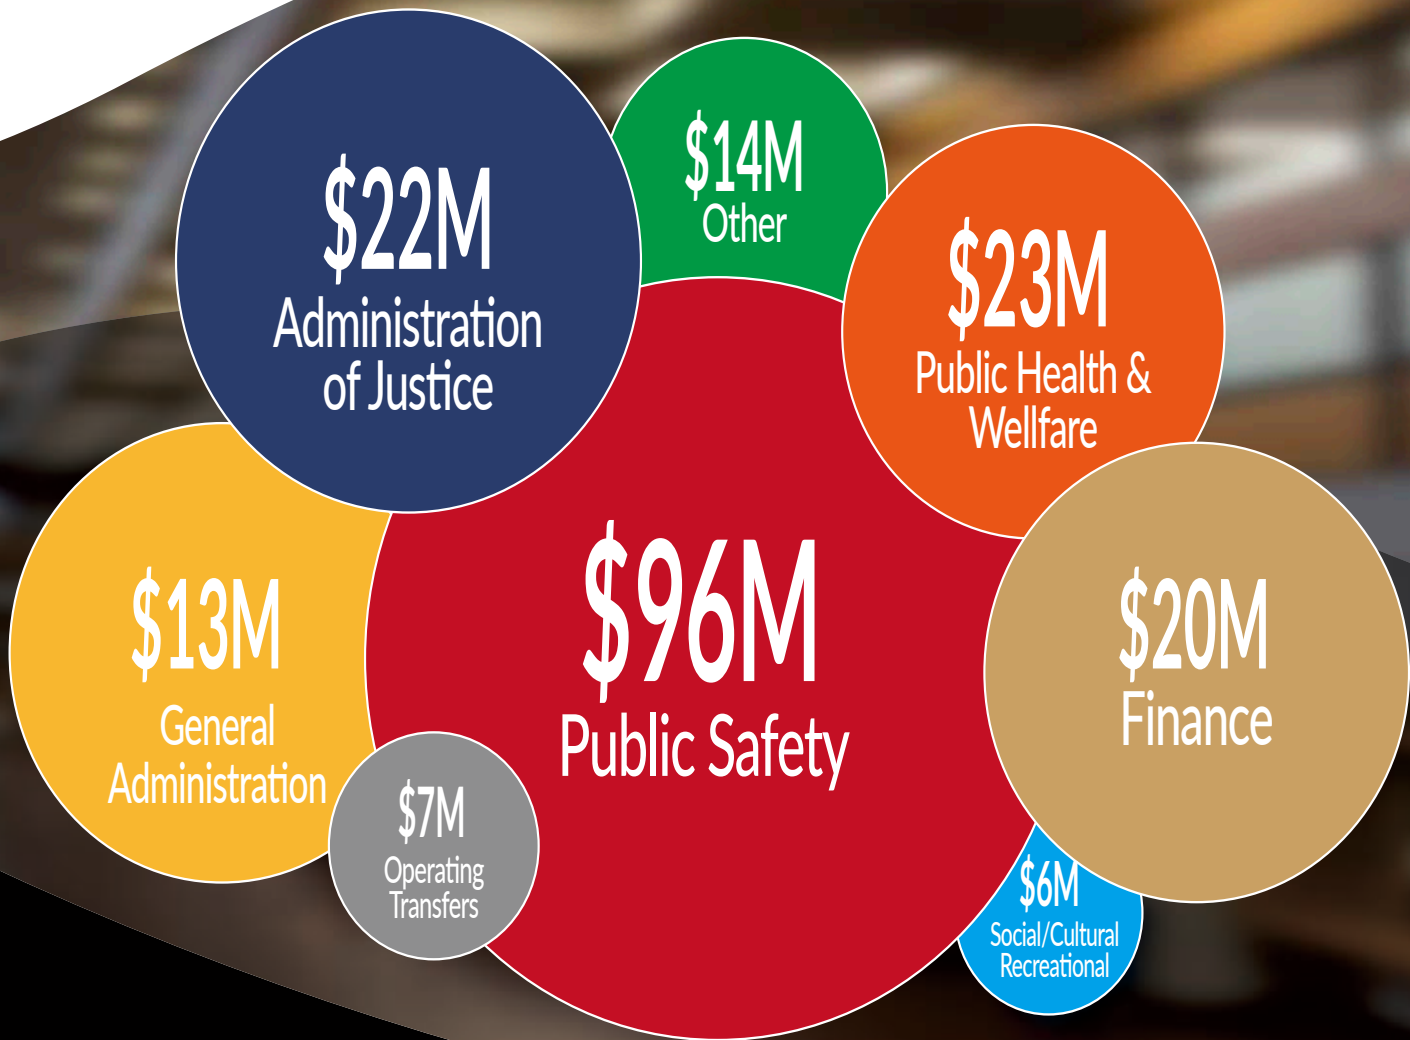 $22M
Administration
of Justice
$14M
Other
$23M
Public Health &
Wellfare
$13M
General
Administration
$96M
Public Safety
$20M
Finance
$7M
Operating
Transfers
$6M
Social/Cultural
Recreational